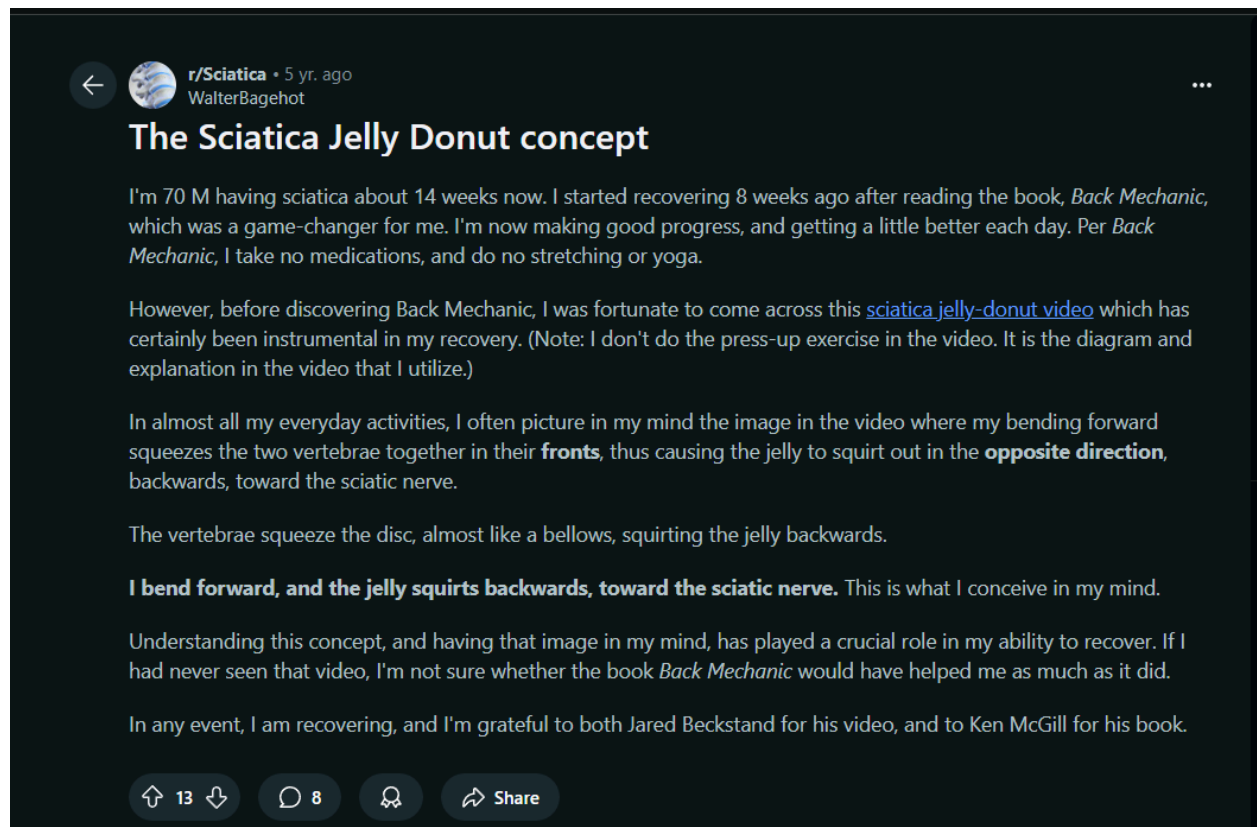 r/Sciatica • 5 yr. ago
WalterBagehot
The Sciatica Jelly Donut concept
I'm 70 M having sciatica about 14 weeks now. I started recovering 8 weeks ago after reading the book, Back Mechanic,
which was a game-changer for me. I'm now making good progress, and getting a little better each day. Per Back
Mechanic, I take no medications, and do no stretching or yoga.
However, before discovering Back Mechanic, I was fortunate to come across this sciatica jelly-donut video which has
certainly been instrumental in my recovery. (Note: I don't do the press-up exercise in the video. It is the diagram and
explanation in the video that I utilize.)
In almost all my everyday activities, I often picture in my mind the image in the video where my bending forward
squeezes the two vertebrae together in their fronts, thus causing the jelly to squirt out in the opposite direction,
backwards, toward the sciatic nerve.
The vertebrae squeeze the disc, almost like a bellows, squirting the jelly backwards.
I bend forward, and the jelly squirts backwards, toward the sciatic nerve. This is what I conceive in my mind.
Understanding this concept, and having that image in my mind, has played a crucial role in my ability to recover. If I
had never seen that video, I'm not sure whether the book Back Mechanic would have helped me as much as it did.
In any event, I am recovering, and I'm grateful to both Jared Beckstand for his video, and to Ken McGill for his book.
13 8 Share